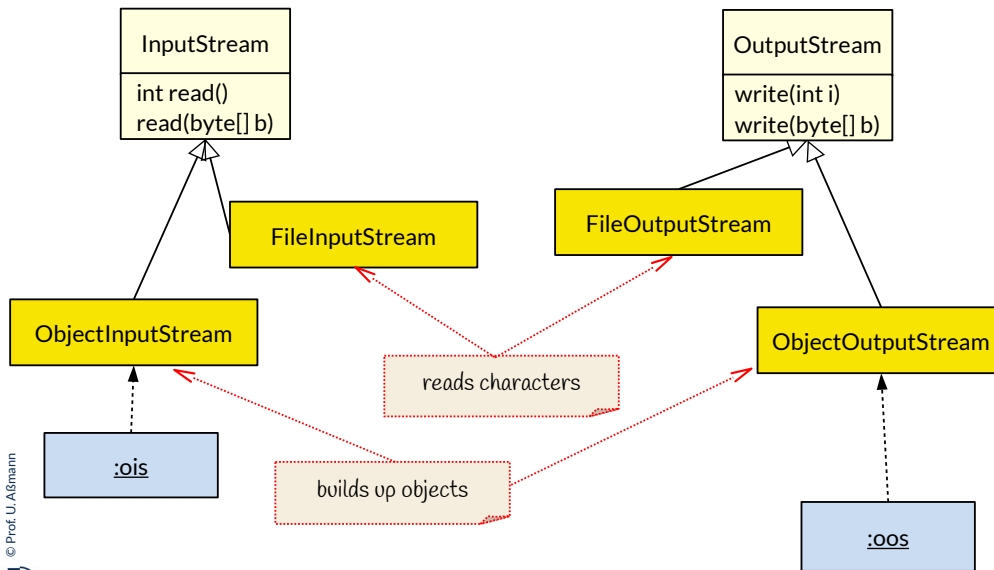 InputStream
int read()
read(byte[] b)
OutputStream
write(int i)
write(byte[] b)
FileInputStream
FileOutputStream
ObjectInputStream
ObjectOutputStream
reads characters
:ois
builds up objects
:oos
© Prof. U. Aßmann